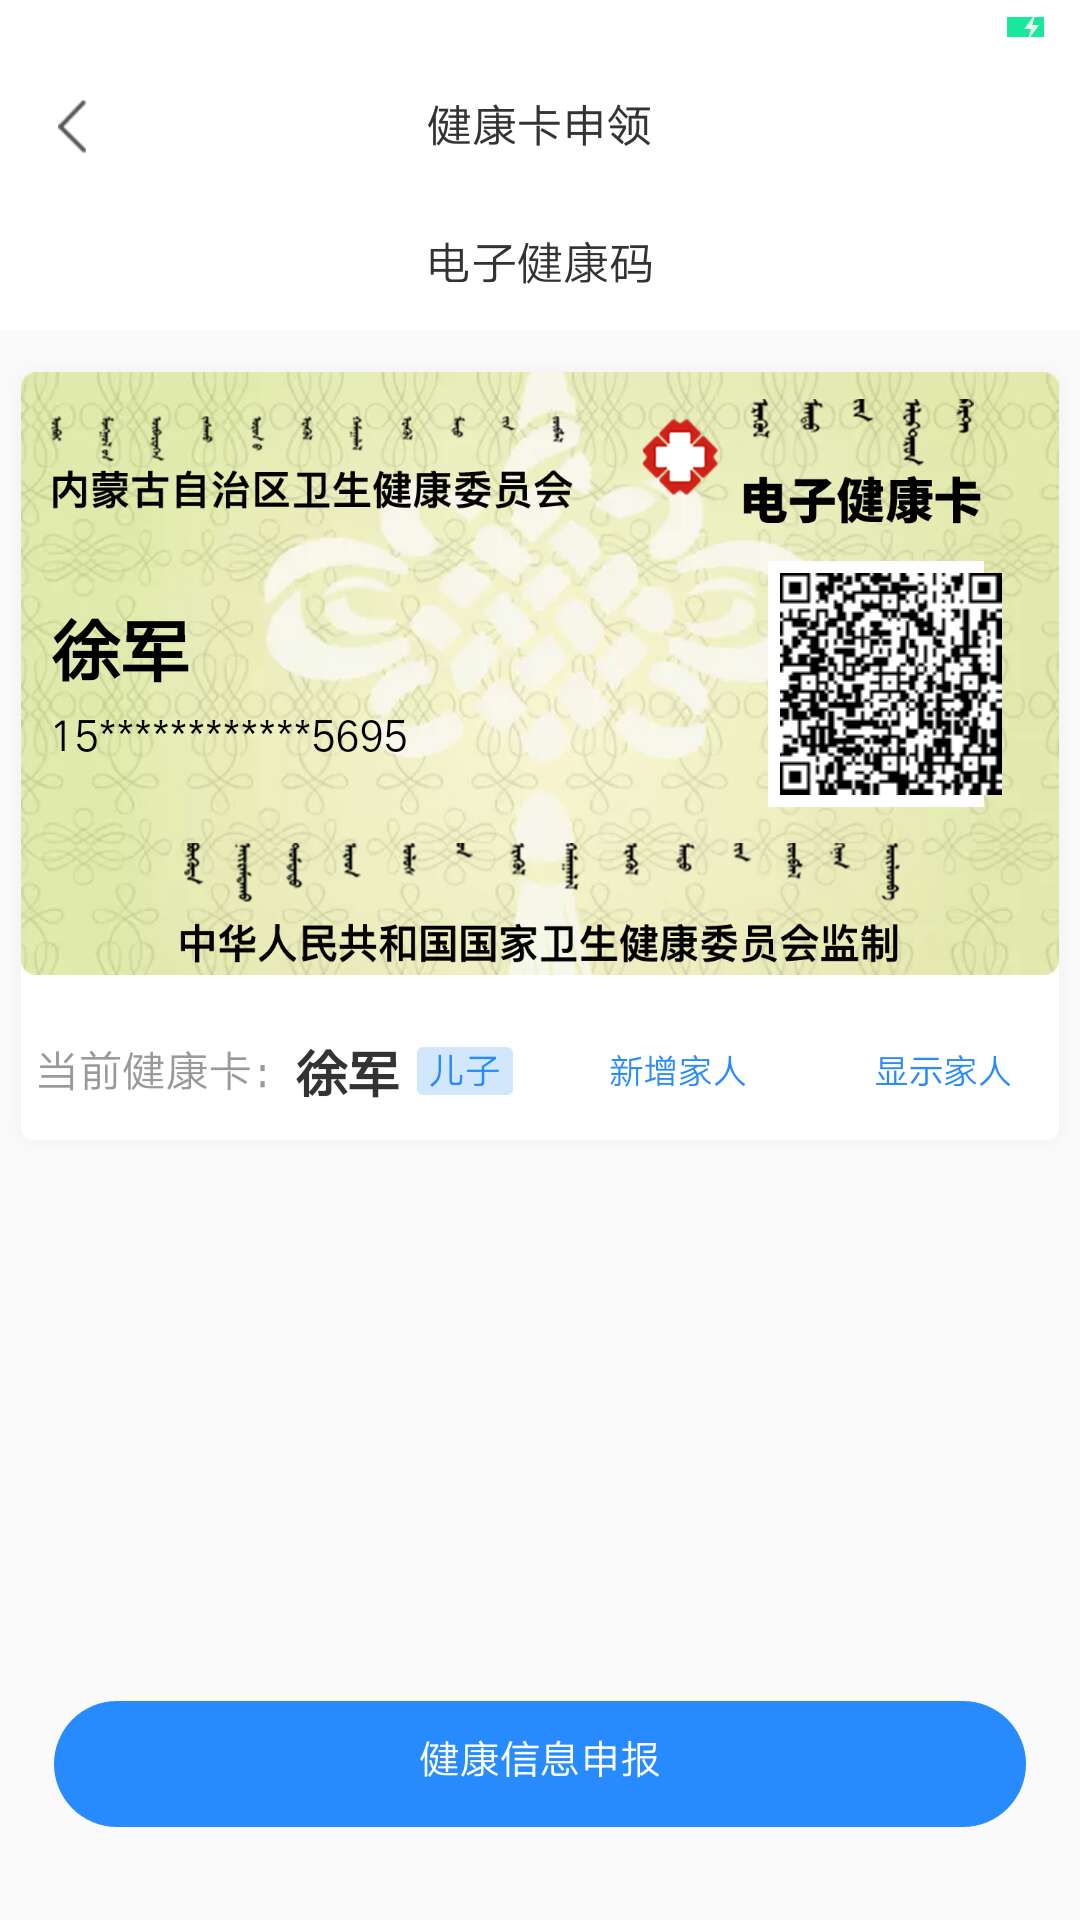 健康卡申领
电子健康码
内蒙古自治区卫生健康委员会
电子健康卡
徐军
15************5695
中华人民共和国国家卫生健康委员会监制
当前健康卡： 徐军 儿子 新增家人 显示家人
健康信息申报